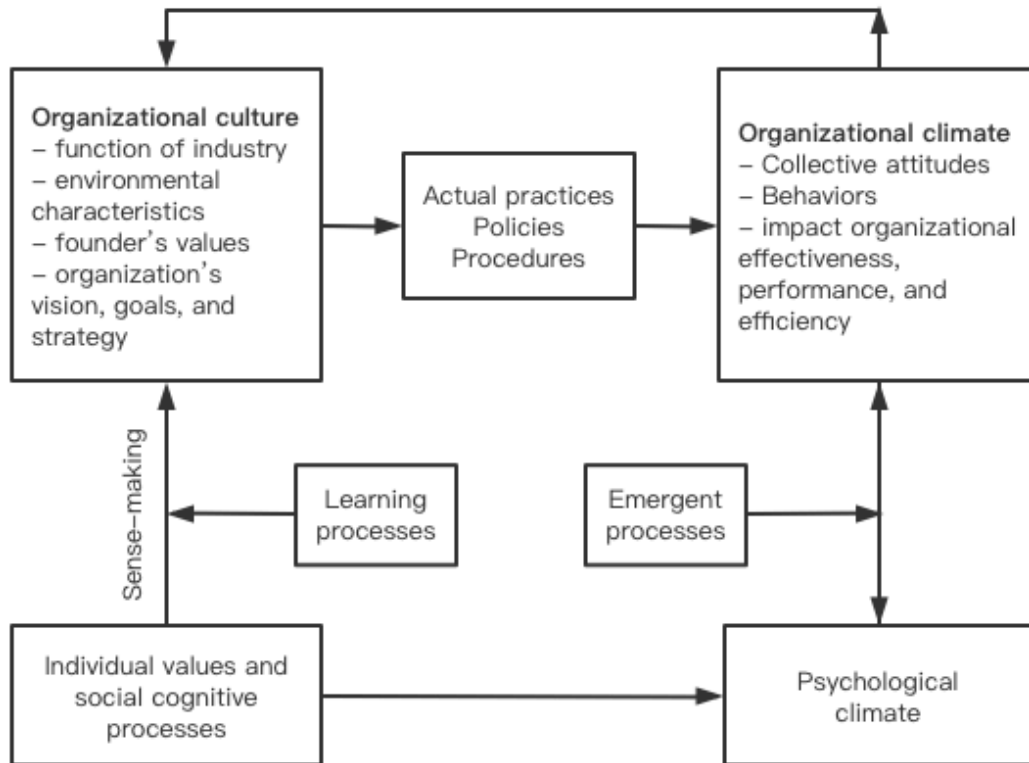 Organizational culture
– function of industry
– environmental
characteristics
– founder’s values
– organization’s
vision, goals, and
strategy
Actual practices
Policies
Procedures
Organizational climate
– Collective attitudes
– Behaviors
– impact organizational
effectiveness,
performance, and
efficiency
Sense–making
Learning
processes
Emergent
processes
Individual values and
social cognitive
processes
Psychological
climate